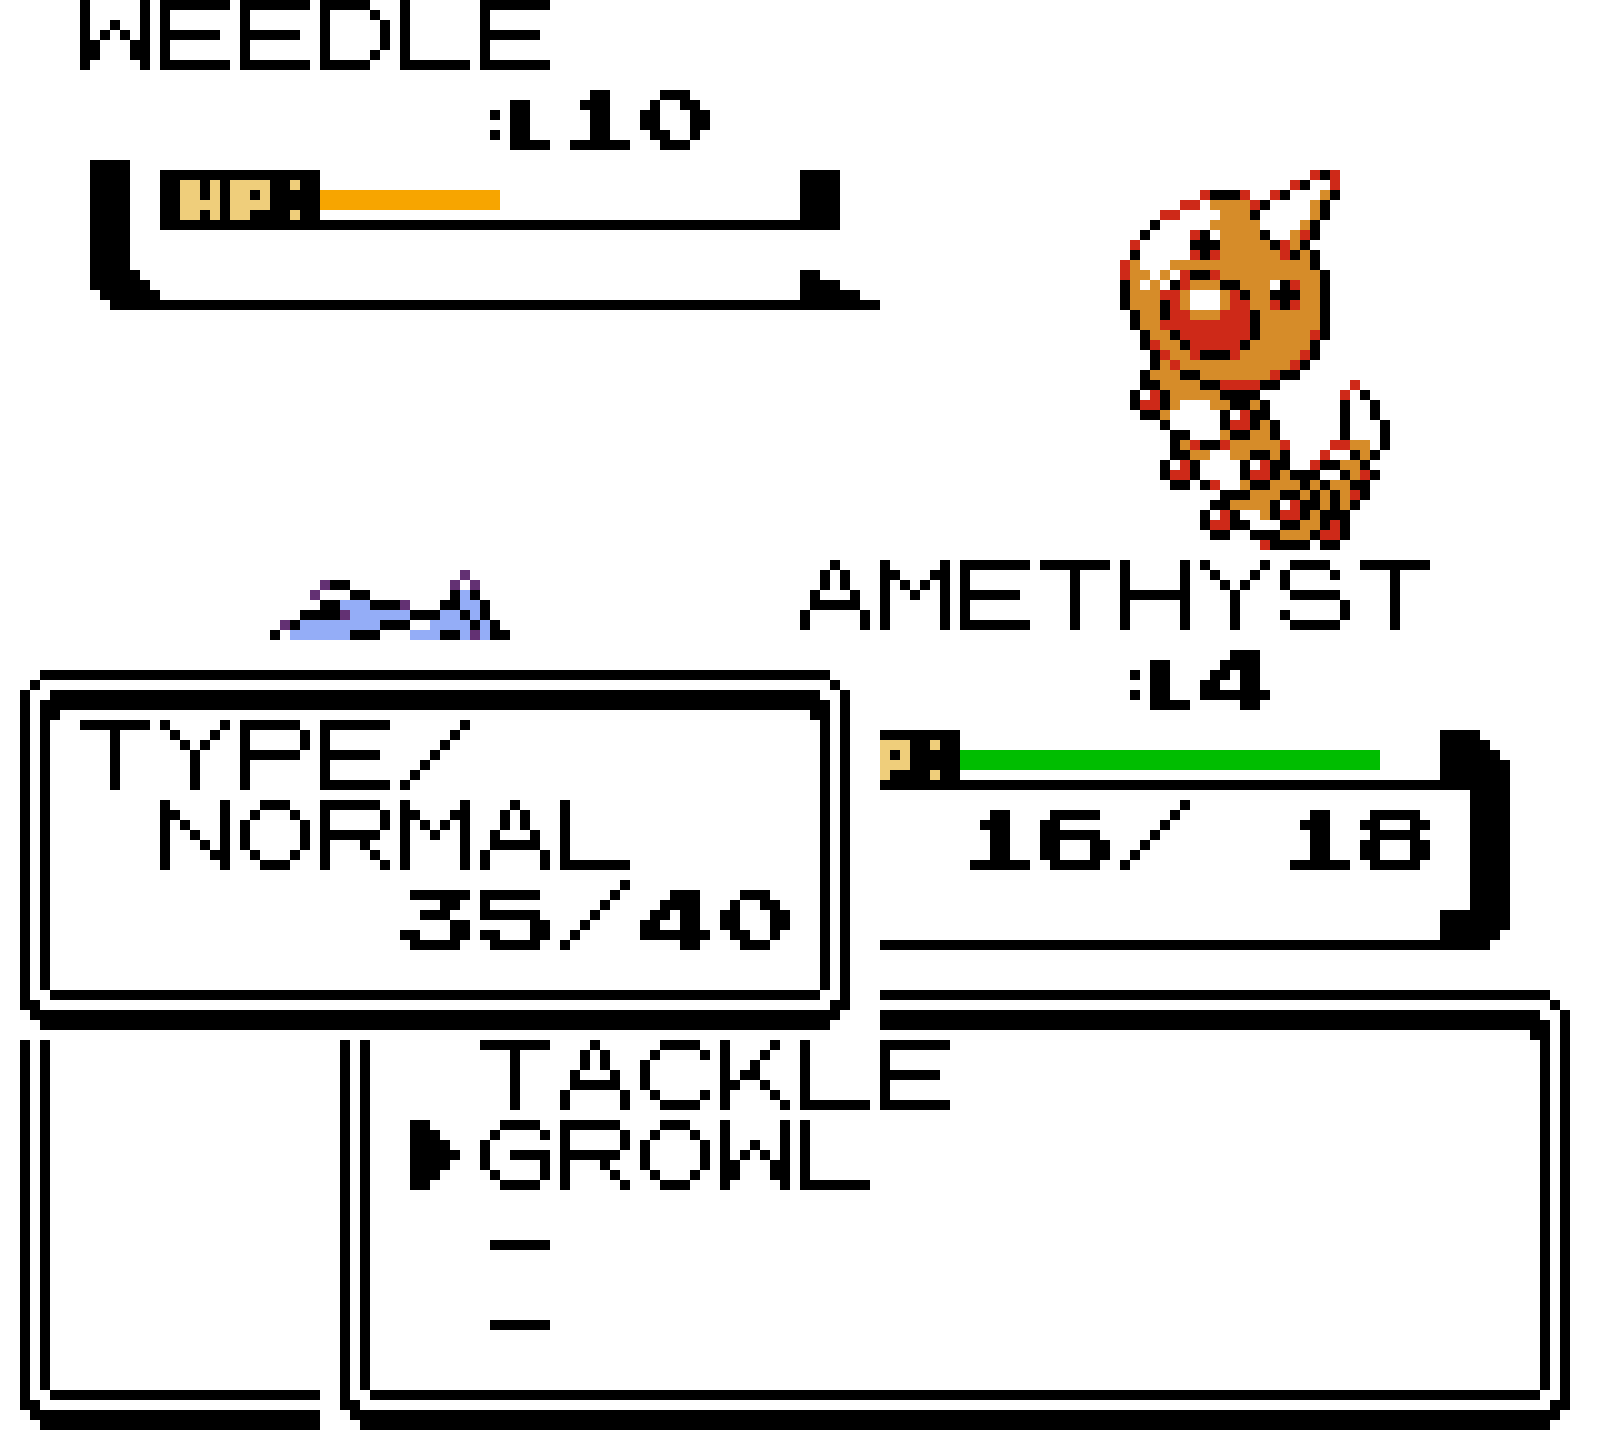 WEEDLE
:L10
HP:
AMETHYST
:L4
P:
16/ 18
TYPE/
NORMAL
35/40
TACKLE
▶GROWL
—
—